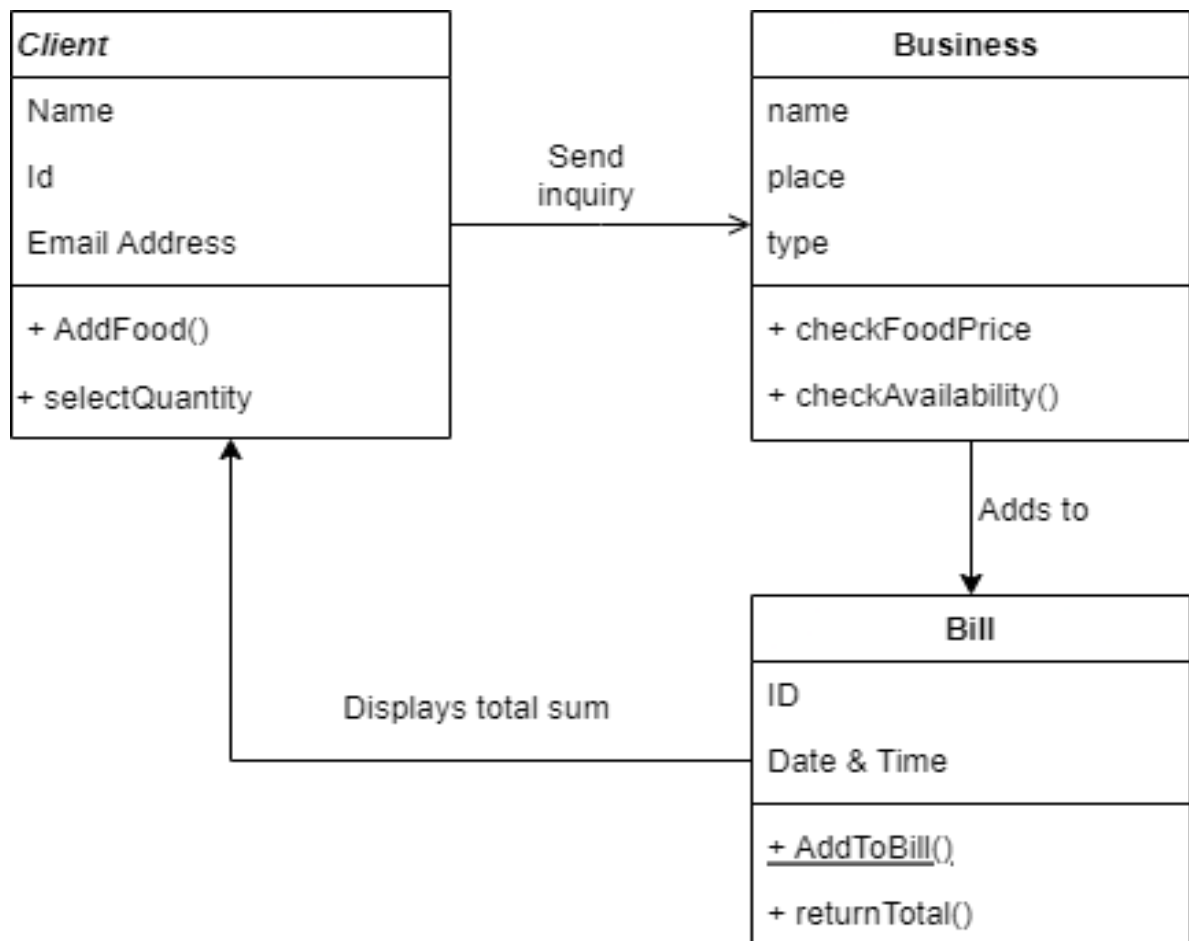 Client
Name
Id
Email Address
+ AddFood()
+ selectQuantity
Send
inquiry
Business
name
place
type
+ checkFoodPrice
+ checkAvailability()
Adds to
Displays total sum
Bill
ID
Date & Time
+ AddToBill()
+ returnTotal()